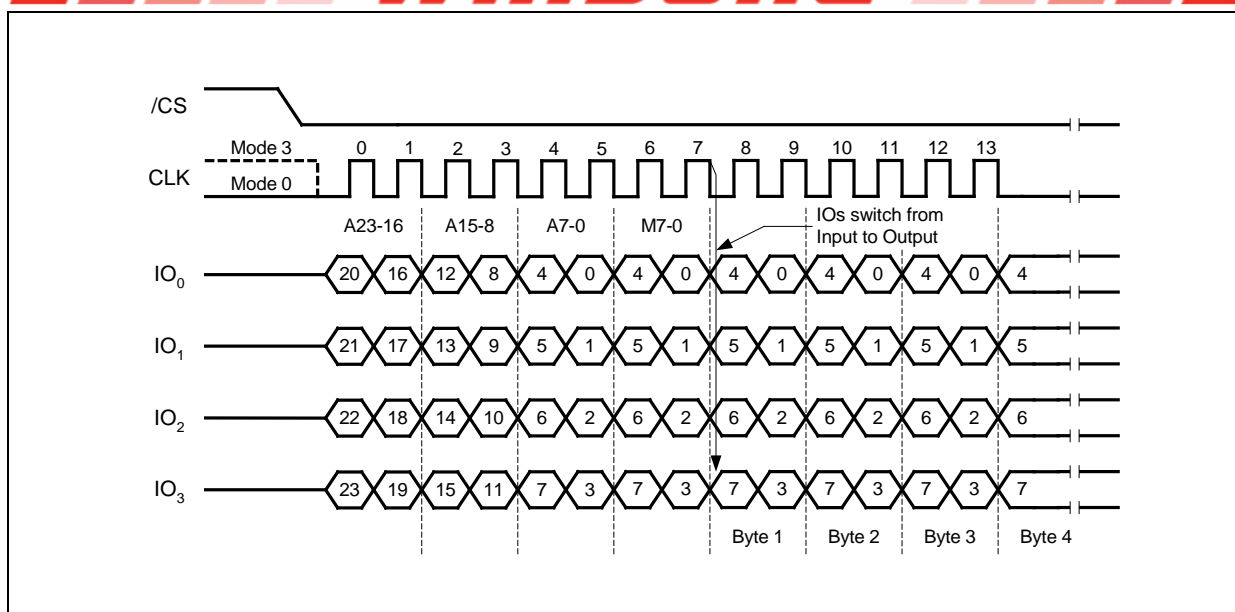 /CS
Mode 3
0 1 2 3 4 5 6 7 8 9 10 11 12 13
CLK
Mode 0
A23-16 A15-8 A7-0 M7-0
IOs switch from
Input to Output
IO0 20 16 12 8 4 0 4 0 4 0 4 0 4 0 4
IO1 21 17 13 9 5 1 5 1 5 1 5 1 5 1 5
IO2 22 18 14 10 6 2 6 2 6 2 6 2 6 2 6
IO3 23 19 15 11 7 3 7 3 7 3 7 3 7 3 7
Byte 1 Byte 2 Byte 3 Byte 4